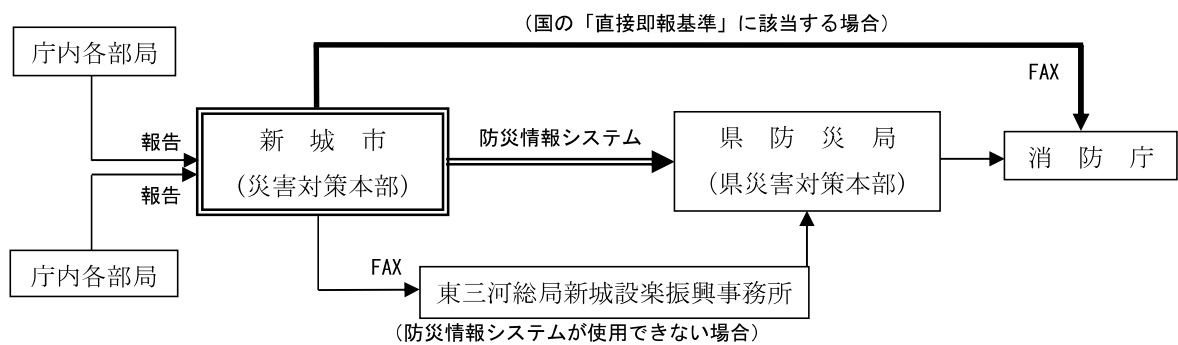 （国の「直接即報基準」に該当する場合）
庁内各部局
FAX
報告
新　城　市
（災害対策本部）
防災情報システム
県　防　災　局
（県災害対策本部）
消　防　庁
報告
庁内各部局
FAX
東三河総局新城設楽振興事務所
（防災情報システムが使用できない場合）